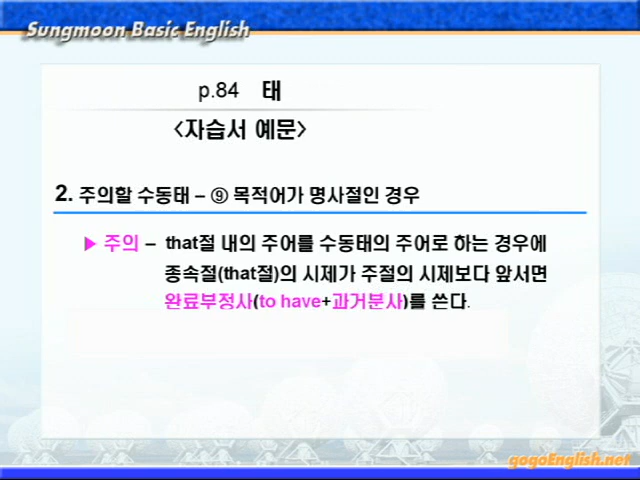 Sungmoon Basic English
p.84 태
<자습서 예문>
2. 주의할 수동태 – ⑨ 목적어가 명사절인 경우
▶ 주의 – that절 내의 주어를 수동태의 주어로 하는 경우에
종속절(that절)의 시제가 주절의 시제보다 앞서면
완료부정사(to have+과거분사)를 쓴다.
gogoEnglish.net